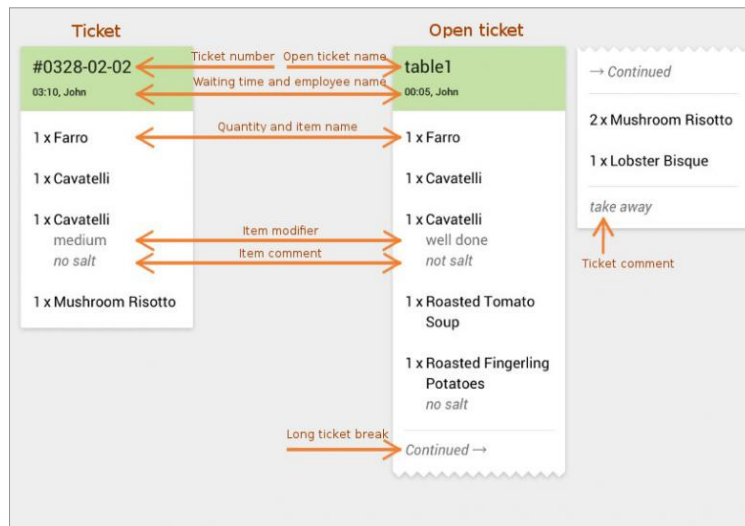 Ticket
Open ticket
#0328-02-02
Ticket number
Open ticket name
table1
→ Continued
03:10, John
Waiting time and employee name
00:05, John
2 x Mushroom Risotto
1 x Farro
Quantity and item name
1 x Farro
1 x Lobster Bisque
1 x Cavatelli
1 x Cavatelli
take away
1 x Cavatelli
medium
no salt
Item modifier
Item comment
1 x Cavatelli
well done
not salt
Ticket comment
1 x Mushroom Risotto
1 x Roasted Tomato
Soup
1 x Roasted Fingerling
Potatoes
no salt
Long ticket break
Continued →